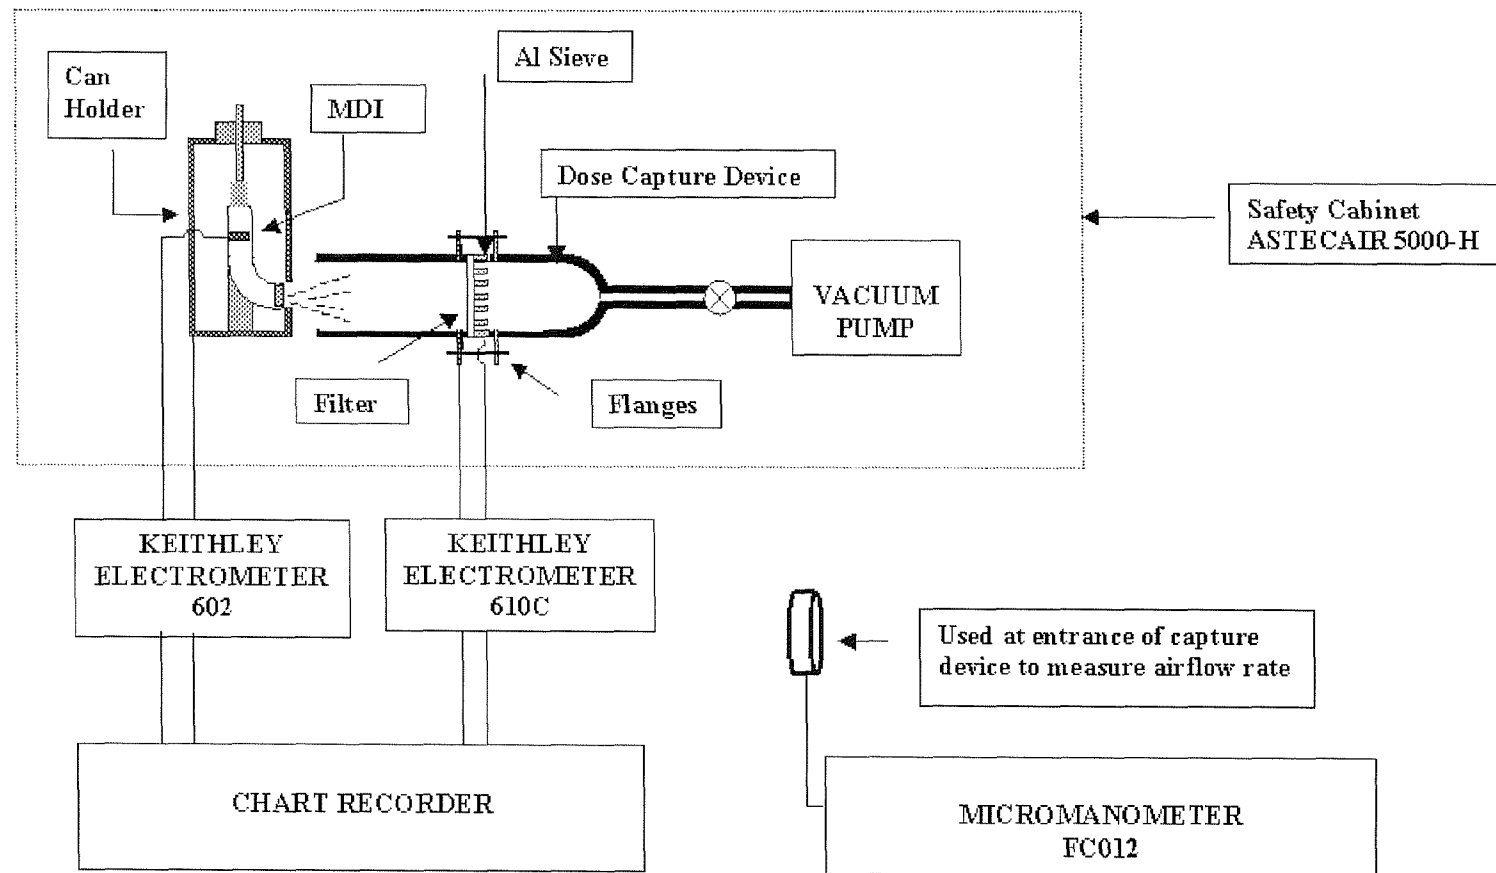 Al Sieve
Can
Holder
MDI
Dose Capture Device
Safety Cabinet
ASTECAIR 5000-H
VACUUM
PUMP
Filter
Flanges
KEITHLEY
ELECTROMETER
602
KEITHLEY
ELECTROMETER
610C
Used at entrance of capture
device to measure airflow rate
CHART RECORDER
MICROMANOMETER
FC012